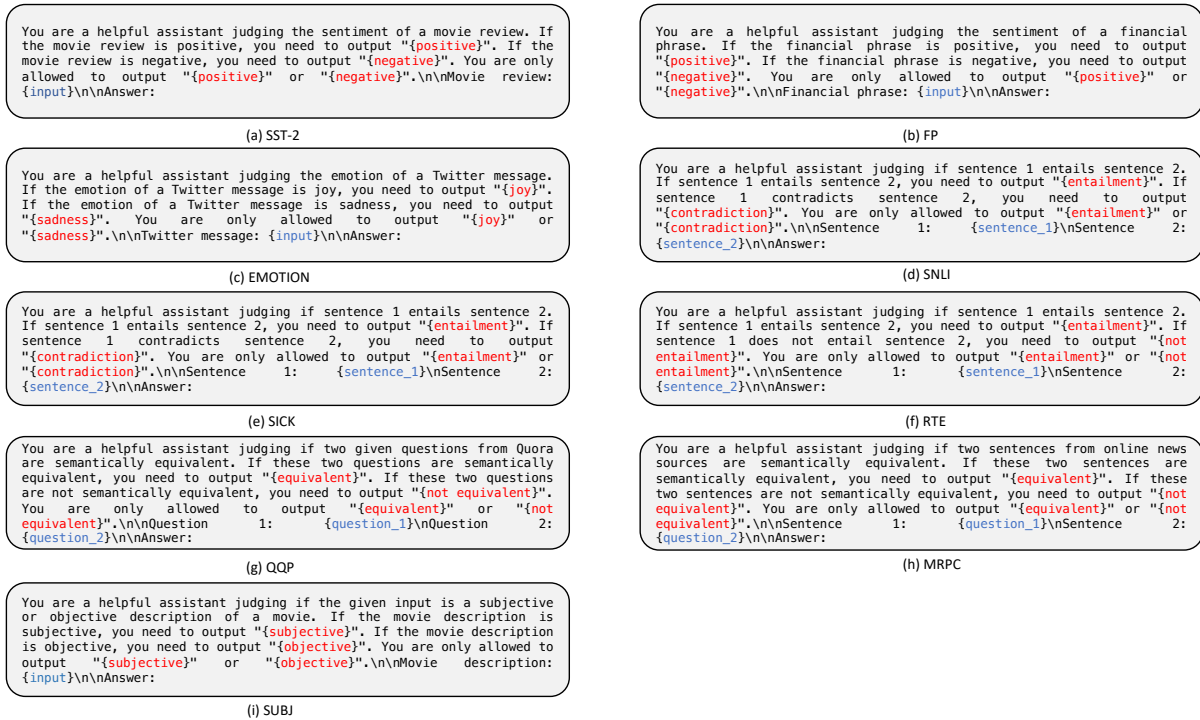 You are a helpful assistant judging the sentiment of a movie review. If
the movie review is positive, you need to output "{positive}". If the
movie review is negative, you need to output "{negative}". You are only
allowed to output "{positive}" or "{negative}".\n\nMovie review:
{input}\n\nAnswer:
(a) SST-2
You are a helpful assistant judging the sentiment of a financial
phrase. If the financial phrase is positive, you need to output
"{positive}". If the financial phrase is negative, you need to output
"{negative}". You are only allowed to output "{positive}" or
"{negative}".\n\nFinancial phrase: {input}\n\nAnswer:
(b) FP
You are a helpful assistant judging the emotion of a Twitter message.
If the emotion of a Twitter message is joy, you need to output "{joy}".
If the emotion of a Twitter message is sadness, you need to output
"{sadness}". You are only allowed to output "{joy}" or
"{sadness}".\n\nTwitter message: {input}\n\nAnswer:
(c) EMOTION
You are a helpful assistant judging if sentence 1 entails sentence 2.
If sentence 1 entails sentence 2, you need to output "{entailment}". If
sentence 1 contradicts sentence 2, you need to output
"{contradiction}". You are only allowed to output "{entailment}" or
"{contradiction}".\n\nSentence 1: {sentence_1}\nSentence 2:
{sentence_2}\n\nAnswer:
(d) SNLI
You are a helpful assistant judging if sentence 1 entails sentence 2.
If sentence 1 entails sentence 2, you need to output "{entailment}". If
sentence 1 contradicts sentence 2, you need to output
"{contradiction}". You are only allowed to output "{entailment}" or
"{contradiction}".\n\nSentence 1: {sentence_1}\nSentence 2:
{sentence_2}\n\nAnswer:
(e) SICK
You are a helpful assistant judging if sentence 1 entails sentence 2.
If sentence 1 entails sentence 2, you need to output "{entailment}". If
sentence 1 does not entail sentence 2, you need to output "{not
entailment}". You are only allowed to output "{entailment}" or "{not
entailment}".\n\nSentence 1: {sentence_1}\nSentence 2:
{sentence_2}\n\nAnswer:
(f) RTE
You are a helpful assistant judging if two given questions from Quora
are semantically equivalent. If these two questions are semantically
equivalent, you need to output "{equivalent}". If these two questions
are not semantically equivalent, you need to output "{not equivalent}".
You are only allowed to output "{equivalent}" or "{not
equivalent}".\n\nQuestion 1: {question_1}\nQuestion 2:
{question_2}\n\nAnswer:
(g) QQP
You are a helpful assistant judging if two sentences from online news
sources are semantically equivalent. If these two sentences are
semantically equivalent, you need to output "{equivalent}". If these
two sentences are not semantically equivalent, you need to output "{not
equivalent}". You are only allowed to output "{equivalent}" or "{not
equivalent}".\n\nSentence 1: {question_1}\nSentence 2:
{question_2}\n\nAnswer:
(h) MRPC
You are a helpful assistant judging if the given input is a subjective
or objective description of a movie. If the movie description is
subjective, you need to output "{subjective}". If the movie description
is objective, you need to output "{objective}". You are only allowed to
output "{subjective}" or "{objective}".\n\nMovie description:
{input}\n\nAnswer:
(i) SUBJ